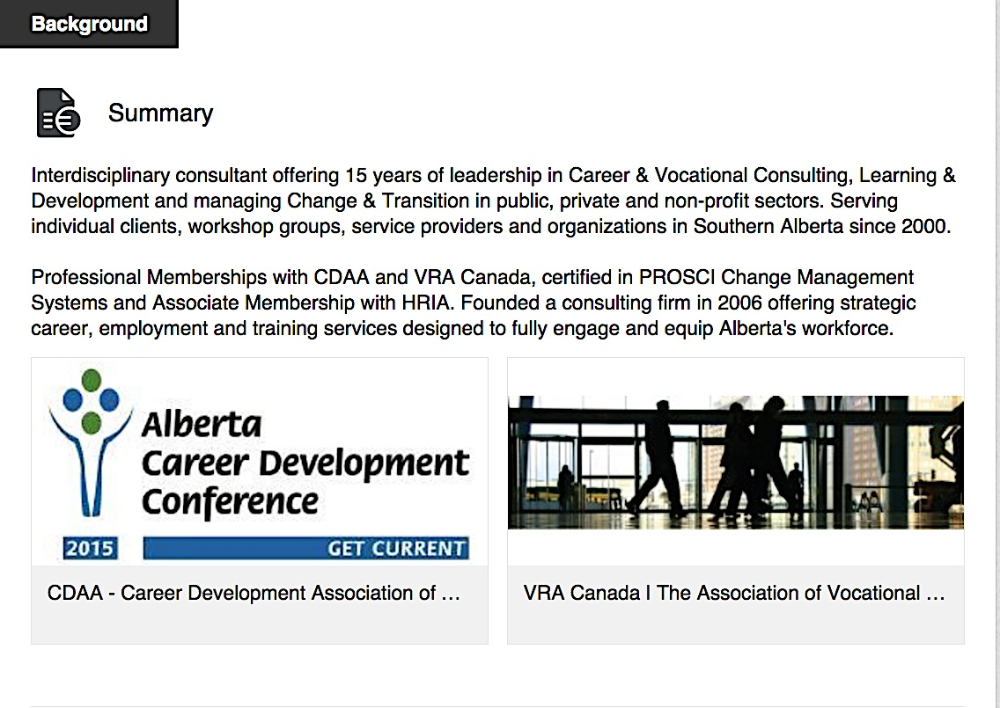 Background
Summary
Interdisciplinary consultant offering 15 years of leadership in Career & Vocational Consulting, Learning &
Development and managing Change & Transition in public, private and non-profit sectors. Serving
individual clients, workshop groups, service providers and organizations in Southern Alberta since 2000.
Professional Memberships with CDAA and VRA Canada, certified in PROSCI Change Management
Systems and Associate Membership with HRIA. Founded a consulting firm in 2006 offering strategic
career, employment and training services designed to fully engage and equip Alberta's workforce.
Alberta
Career Development
Conference
2015 GET CURRENT
CDAA - Career Development Association of …
VRA Canada l The Association of Vocational …